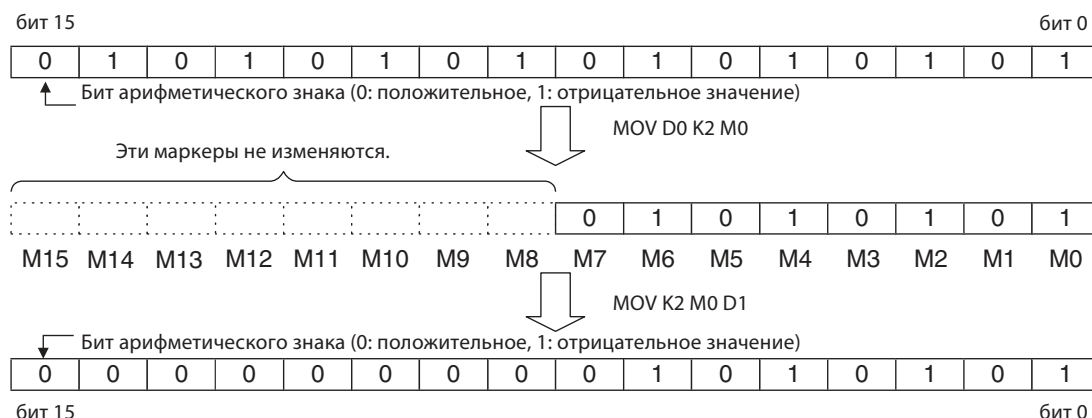 бит 15 бит 0
0 1 0 1 0 1 0 1 0 1 0 1 0 1 0 1
Бит арифметического знака (0: положительное, 1: отрицательное значение)
MOV D0 K2 M0
Эти маркеры не изменяются.
0 1 0 1 0 1 0 1
M15 M14 M13 M12 M11 M10 M9 M8 M7 M6 M5 M4 M3 M2 M1 M0
MOV K2 M0 D1
Бит арифметического знака (0: положительное, 1: отрицательное значение)
0 0 0 0 0 0 0 0 0 1 0 1 0 1 0 1
бит 15 бит 0